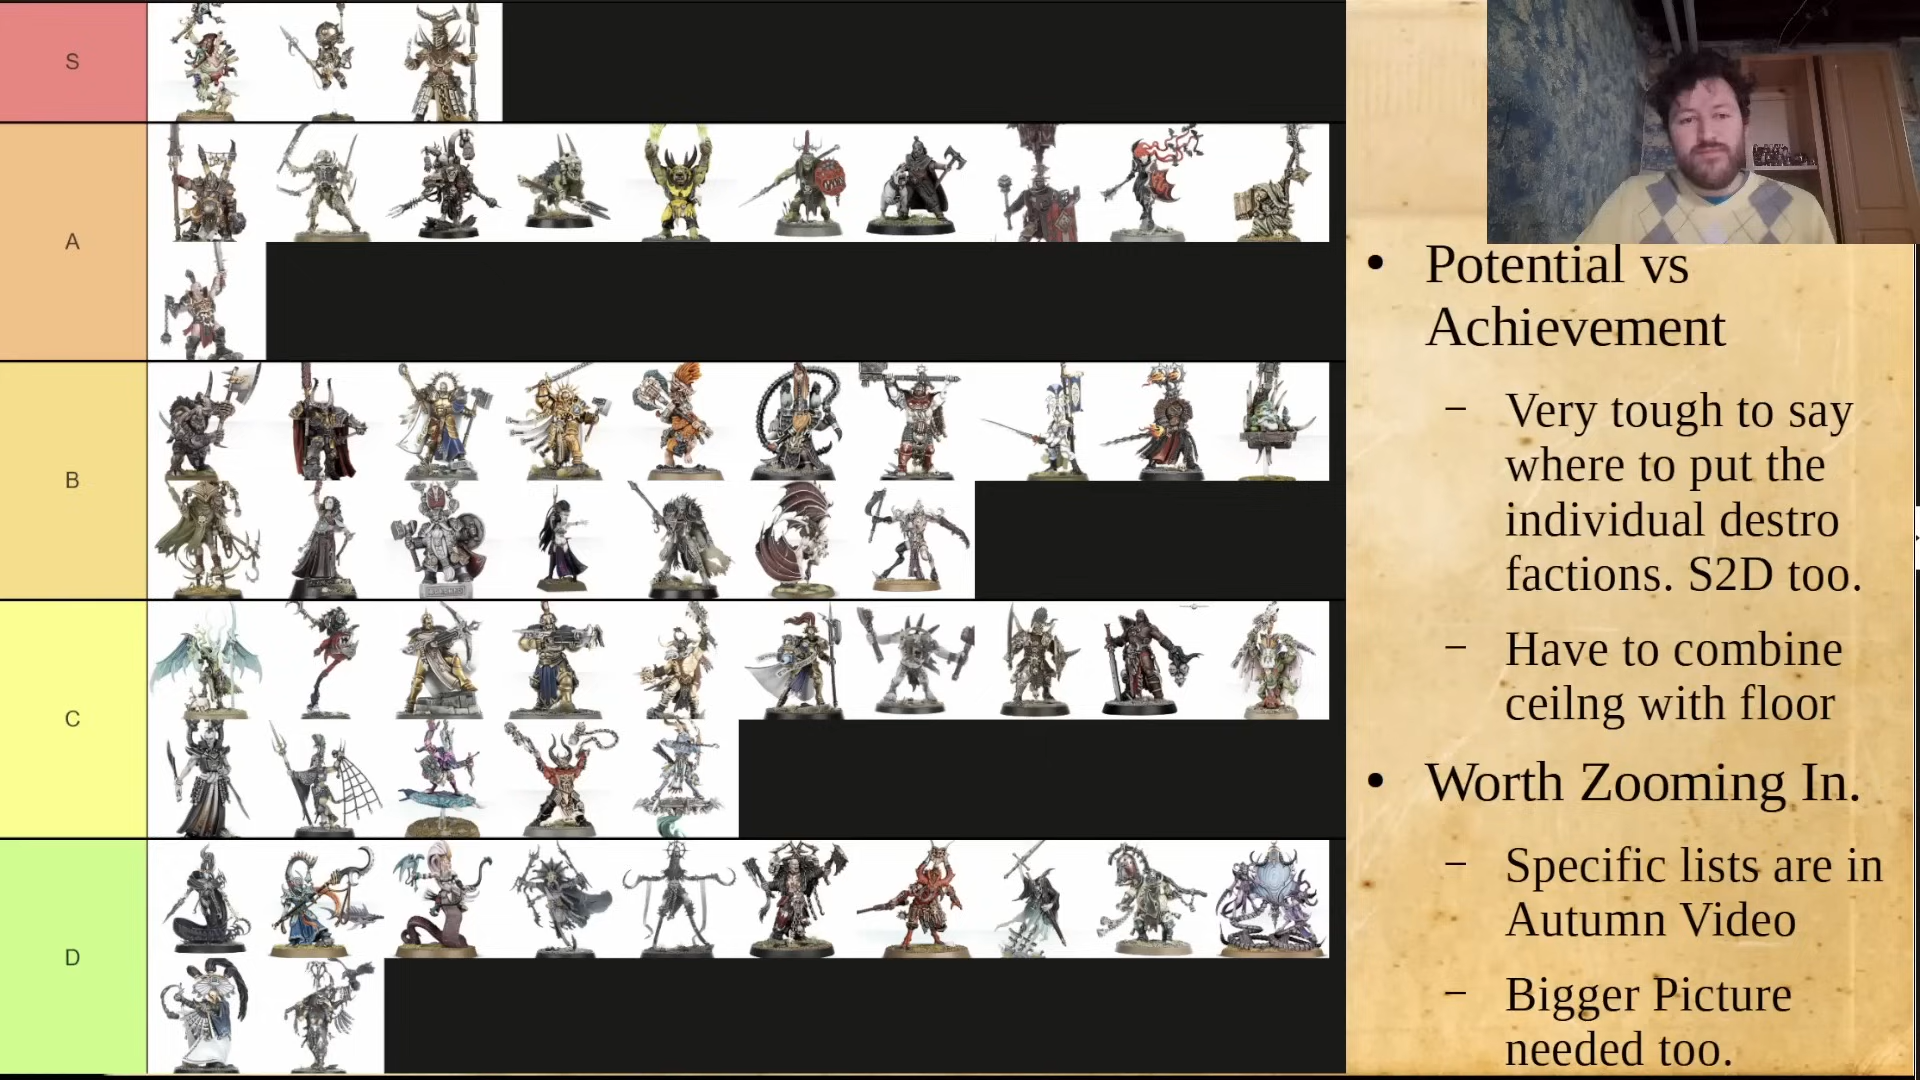 S
A
B
C
D
• Potential vs
Achievement
– Very tough to say
where to put the
individual destro
factions. S2D too.
– Have to combine
ceilng with floor
• Worth Zooming In.
– Specific lists are in
Autumn Video
– Bigger Picture
needed too.